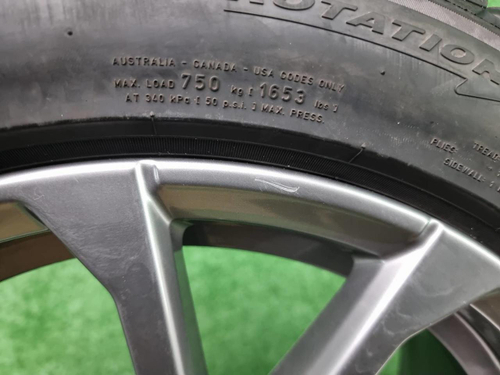 ROTATION
AUSTRALIA - CANADA - USA CODES ONLY
MAX. LOAD 750 kg [ 1653 lbs ]
AT 340 kPa [ 50 p.s.i. ] MAX. PRESS.
TREAD
PLIES
SIDEWALL